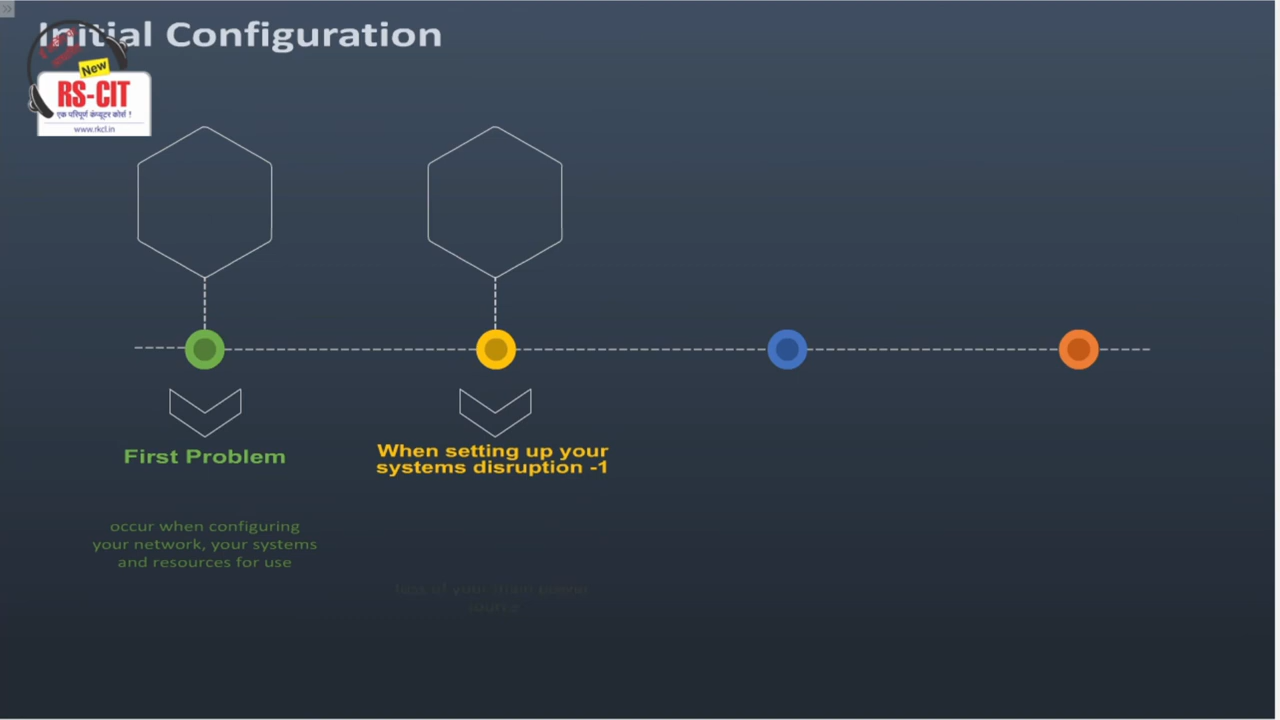 Initial Configuration
New
RS-CIT
एक परिपूर्ण कंप्यूटर कोर्स !
www.rkcl.in
First Problem
When setting up your
systems disruption -1
occur when configuring
your network, your systems
and resources for use
source